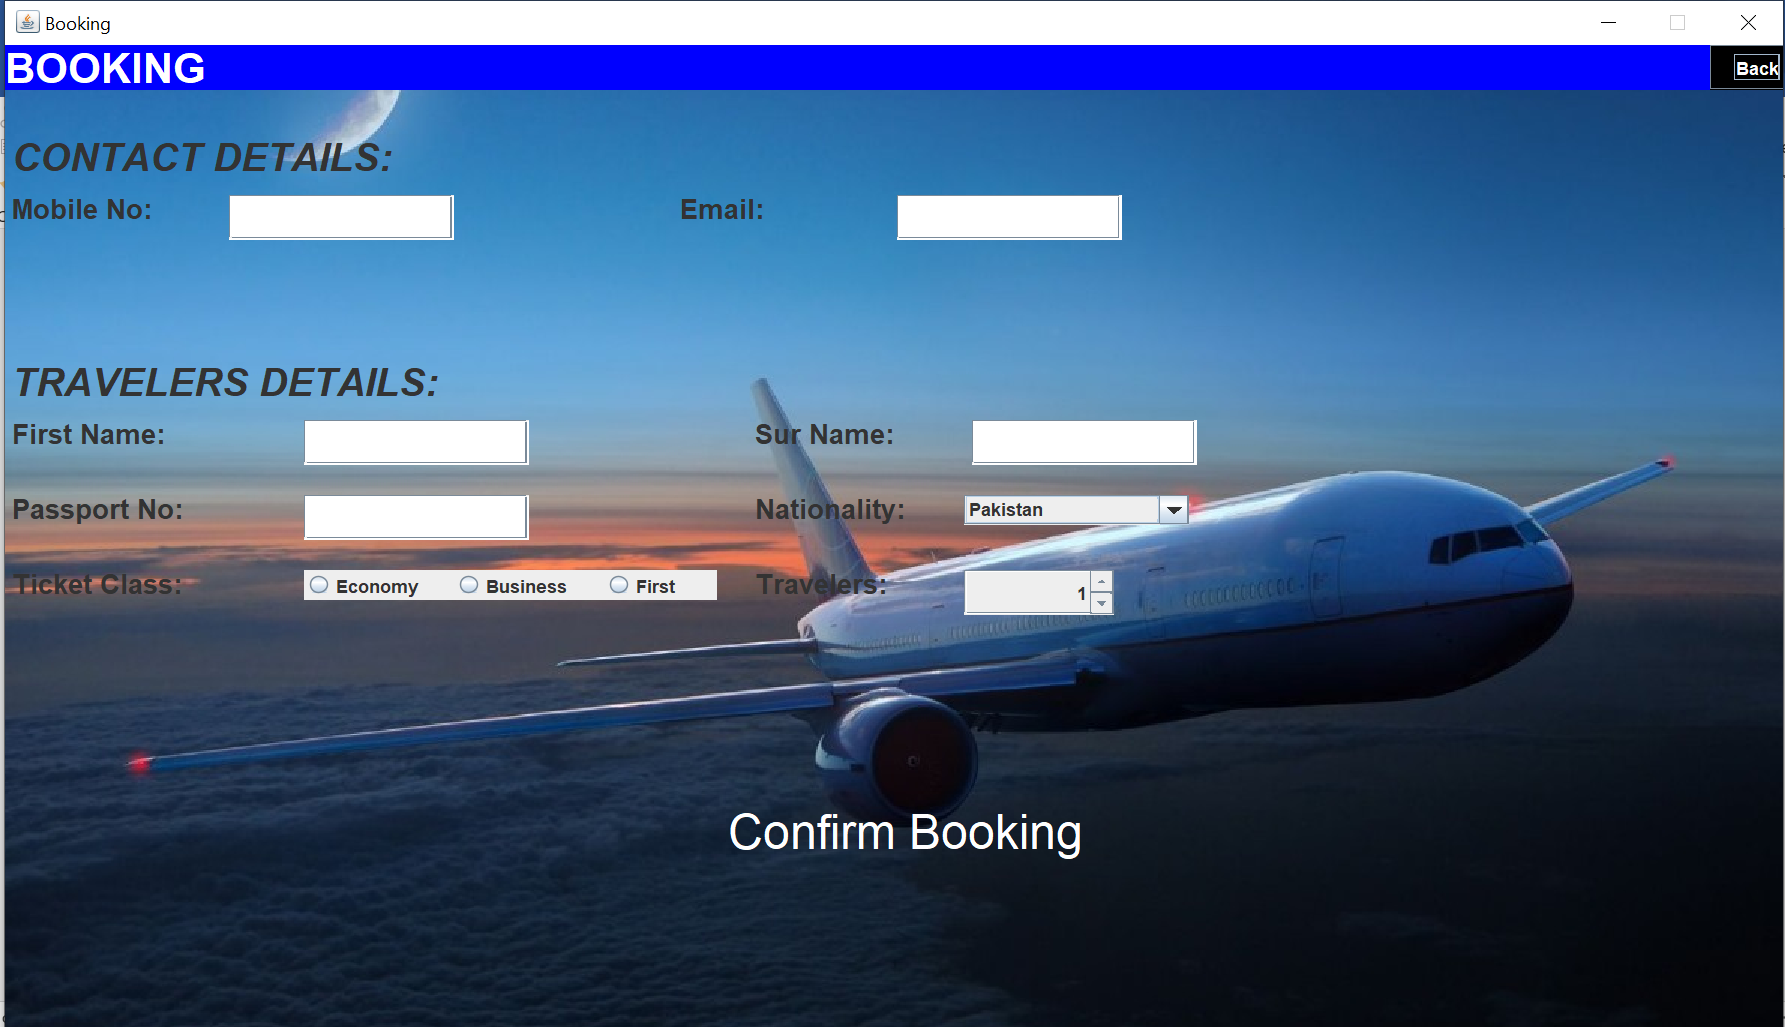 Booking
BOOKING Back
CONTACT DETAILS:
Mobile No: Email:
TRAVELERS DETAILS:
First Name: Sur Name:
Passport No: Nationality: Pakistan
Ticket Class: Economy Business First Travelers: 1
Confirm Booking